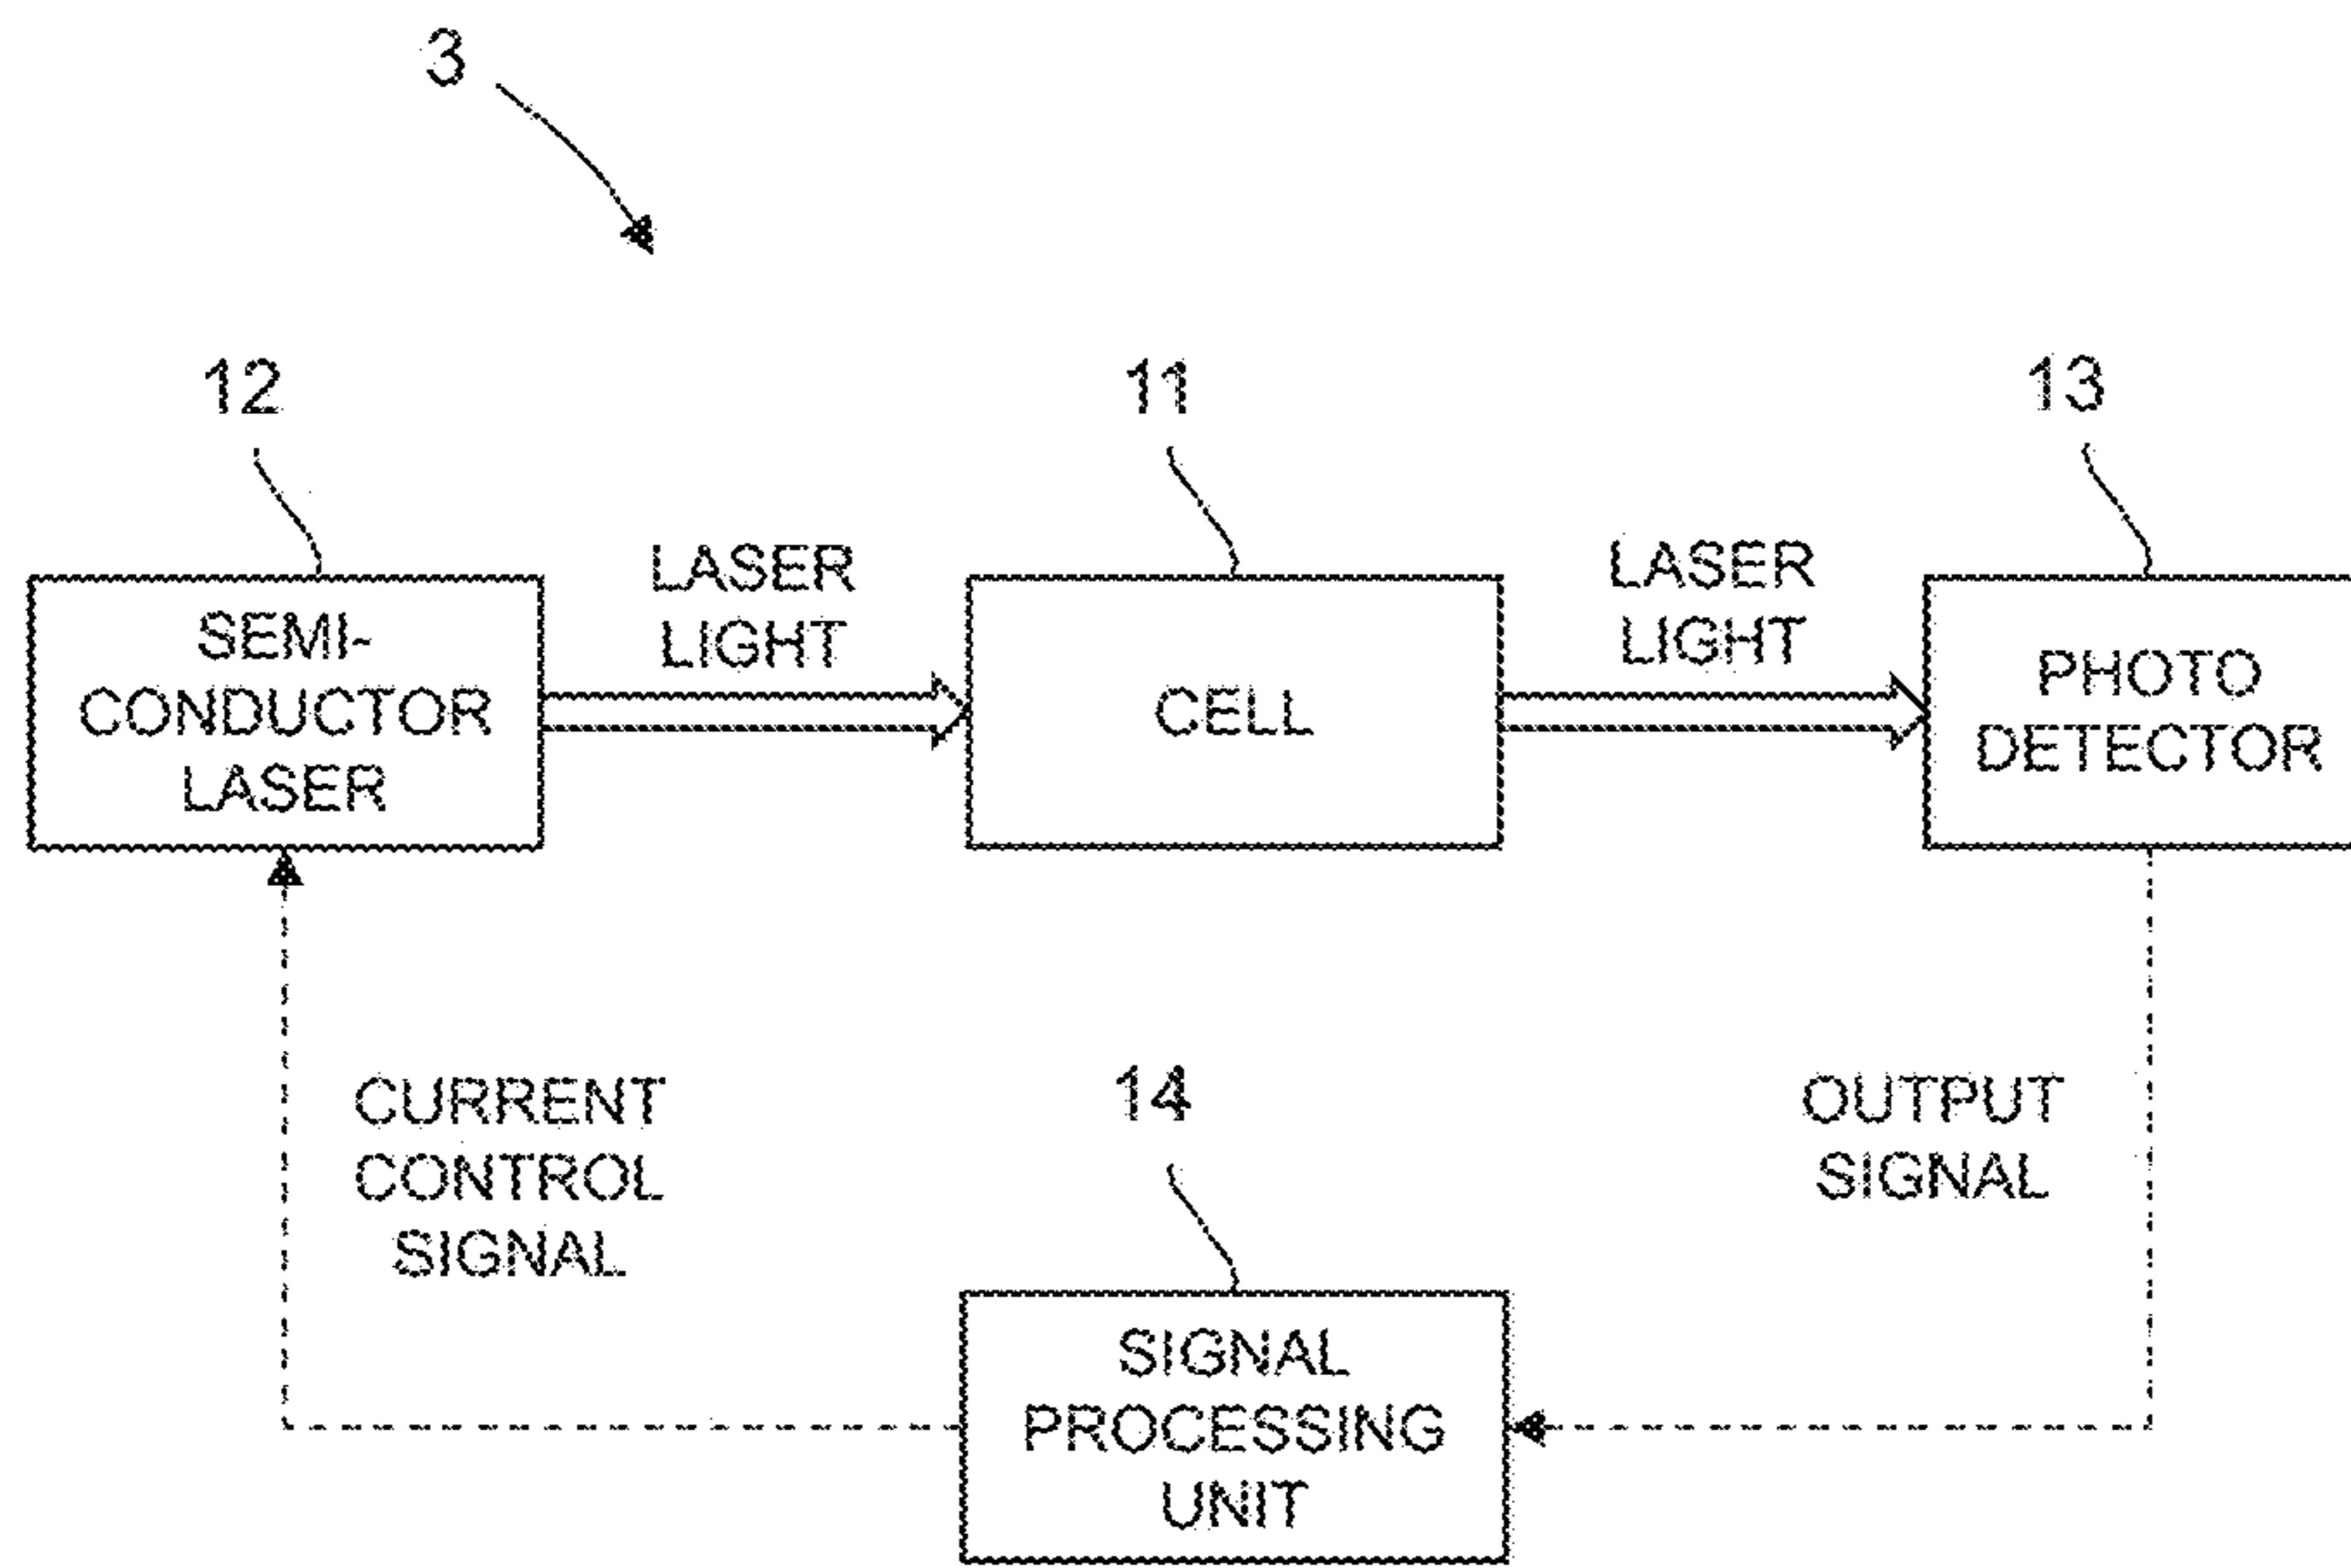 3
12
11
13
LASER
LIGHT
LASER
LIGHT
SEMI-
CONDUCTOR
LASER
CELL
PHOTO
DETECTOR
CURRENT
CONTROL
SIGNAL
14
OUTPUT
SIGNAL
SIGNAL
PROCESSING
UNIT